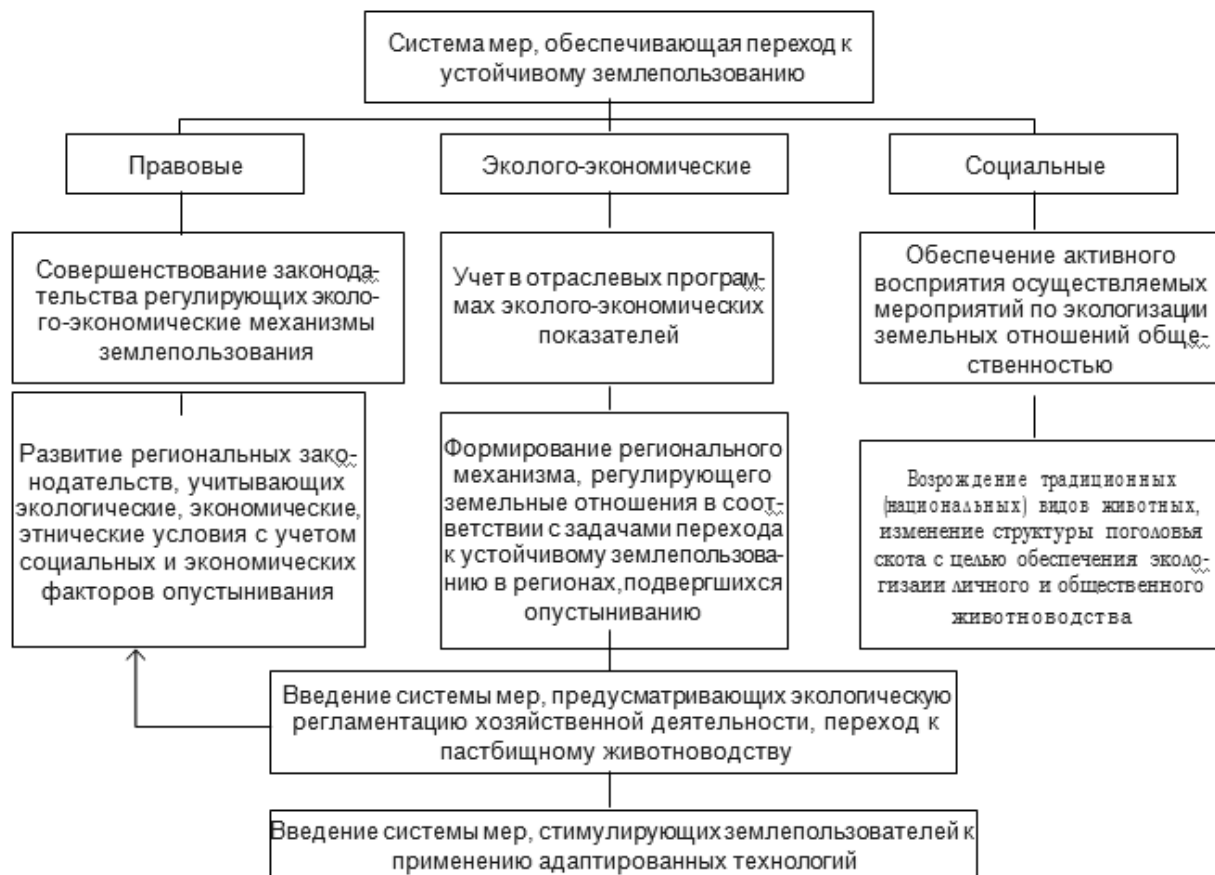 Система мер, обеспечивающая переход к
устойчивому землепользованию
Правовые
Эколого-экономические
Социальные
Совершенствование законода-
тельства регулирующих эколо-
го-экономические механизмы
землепользования
Учет в отраслевых програм-
мах эколого-экономических
показателей
Обеспечение активного
восприятия осуществляемых
мероприятий по экологизации
земельных отношений обще-
ственностью
Развитие региональных зако-
нодательств, учитывающих
экологические, экономические,
этнические условия с учетом
социальных и экономических
факторов опустынивания
Формирование регионального
механизма, регулирующего
земельные отношения в соот-
ветствии с задачами перехода
к устойчивому землепользова-
нию в регионах, подвергшихся
опустыниванию
Возрождение традиционных
(национальных) видов животных,
изменение структуры поголовья
скота с целью обеспечения эколо-
гизаии личного и общественного
животноводства
Введение системы мер, предусматривающих экологическую
регламентацию хозяйственной деятельности, переход к
пастбищному животноводству
Введение системы мер, стимулирующих землепользователей к
применению адаптированных технологий